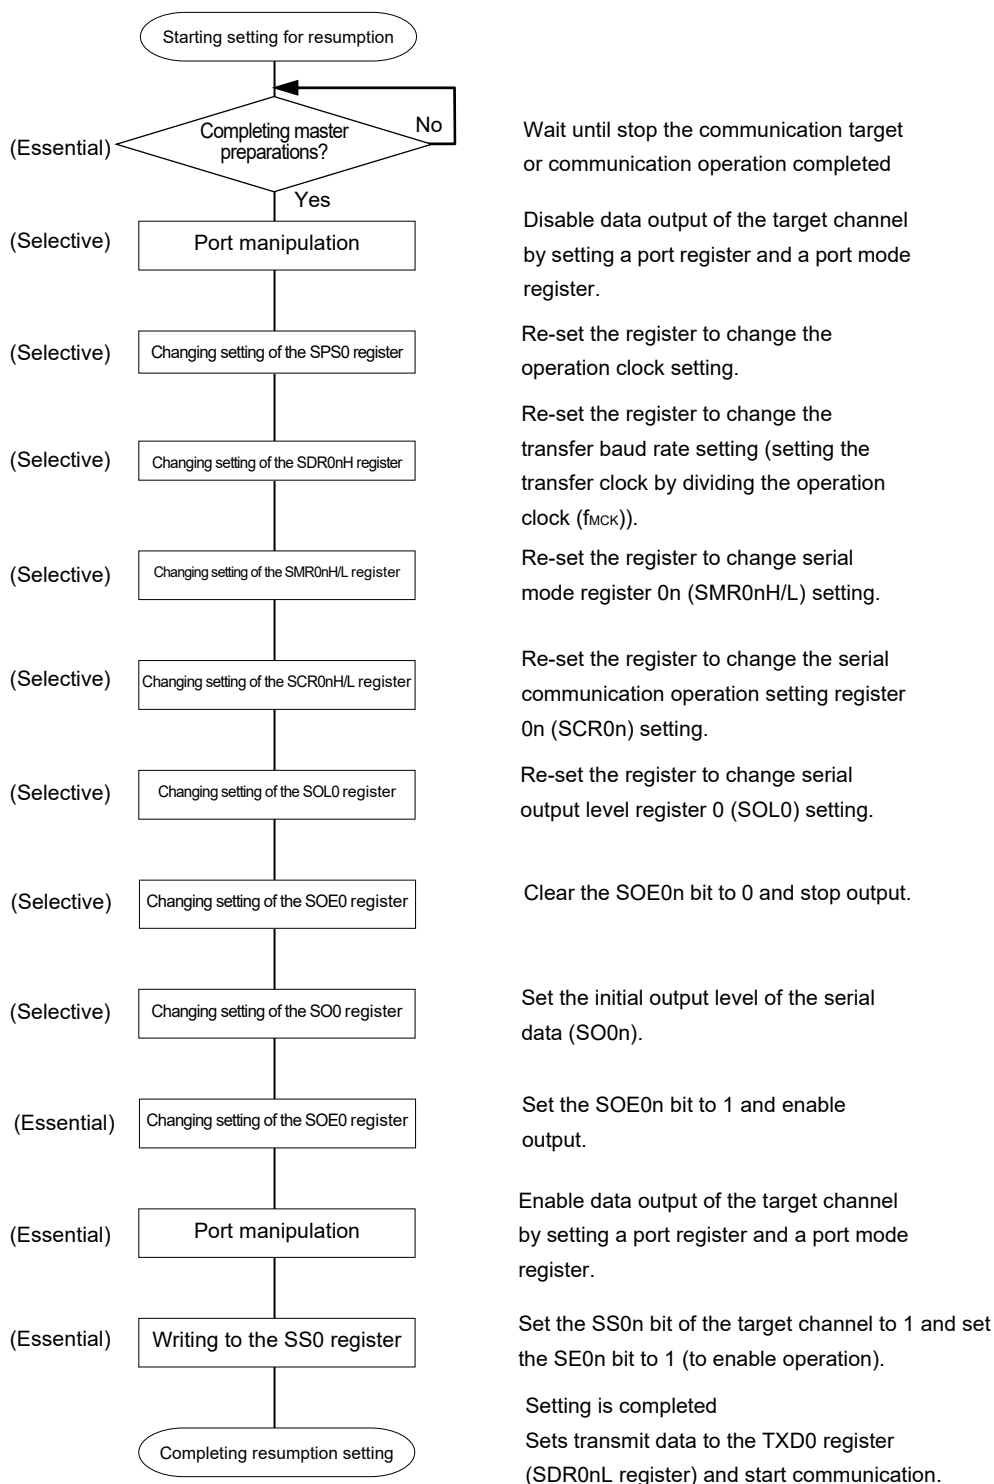 Starting setting for resumption
(Essential)
Completing master
preparations?
No
Wait until stop the communication target
or communication operation completed
Yes
(Selective)
Port manipulation
Disable data output of the target channel
by setting a port register and a port mode
register.
(Selective)
Changing setting of the SPS0 register
Re-set the register to change the
operation clock setting.
(Selective)
Changing setting of the SDR0nH register
Re-set the register to change the
transfer baud rate setting (setting the
transfer clock by dividing the operation
clock (fMCK)).
(Selective)
Changing setting of the SMR0nH/L register
Re-set the register to change serial
mode register 0n (SMR0nH/L) setting.
(Selective)
Changing setting of the SCR0nH/L register
Re-set the register to change the serial
communication operation setting register
0n (SCR0n) setting.
(Selective)
Changing setting of the SOL0 register
Re-set the register to change serial
output level register 0 (SOL0) setting.
(Selective)
Changing setting of the SOE0 register
Clear the SOE0n bit to 0 and stop output.
(Selective)
Changing setting of the SO0 register
Set the initial output level of the serial
data (SO0n).
(Essential)
Changing setting of the SOE0 register
Set the SOE0n bit to 1 and enable
output.
(Essential)
Port manipulation
Enable data output of the target channel
by setting a port register and a port mode
register.
(Essential)
Writing to the SS0 register
Set the SS0n bit of the target channel to 1 and set
the SE0n bit to 1 (to enable operation).
Completing resumption setting
Setting is completed
Sets transmit data to the TXD0 register
(SDR0nL register) and start communication.